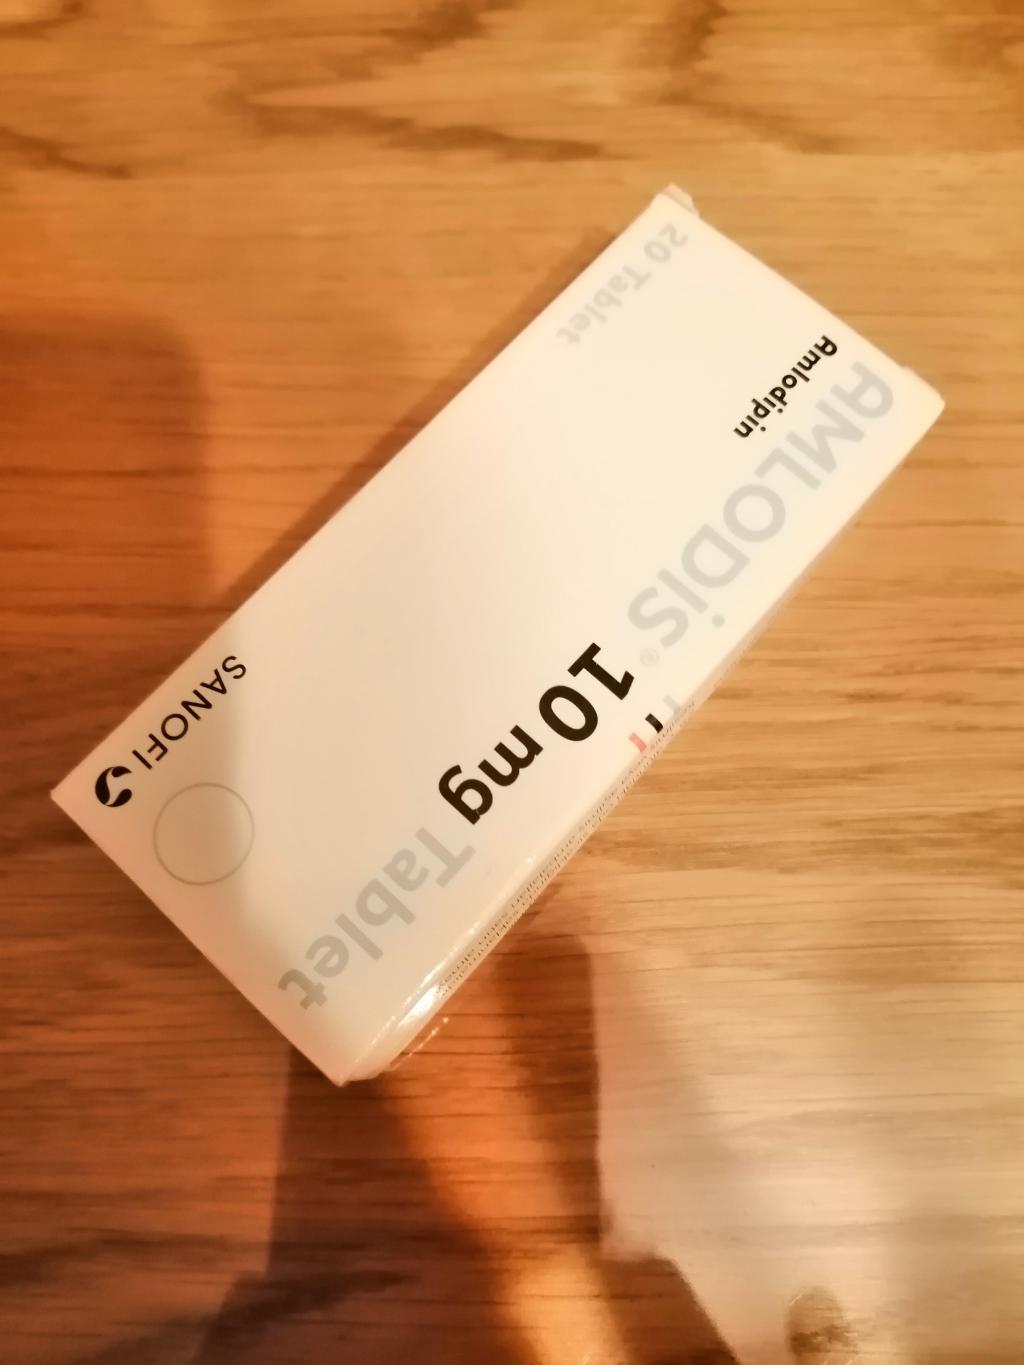 AMLODİS® 10 mg Tablet
Amlodipin
20 Tablet
SANOFI